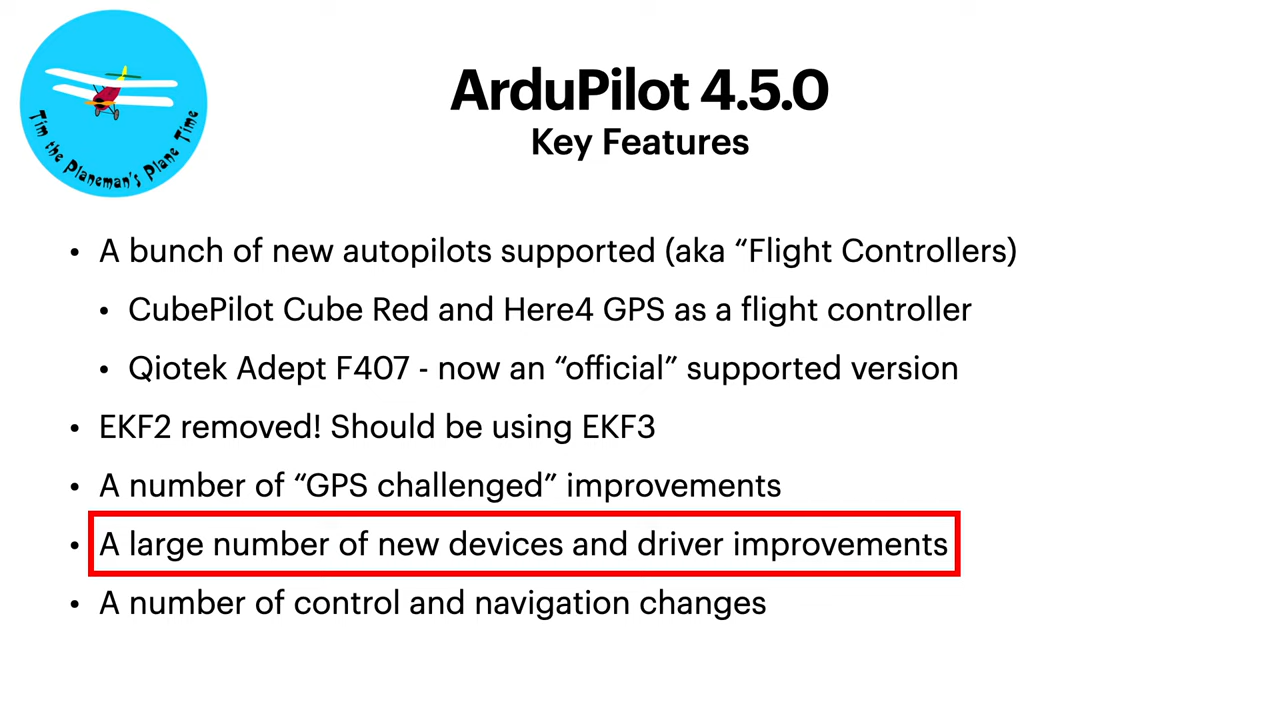 Tim the Planeman's Plane Time
ArduPilot 4.5.0
Key Features
• A bunch of new autopilots supported (aka “Flight Controllers)
• CubePilot Cube Red and Here4 GPS as a flight controller
• Qiotek Adept F407 - now an “official” supported version
• EKF2 removed! Should be using EKF3
• A number of “GPS challenged” improvements
• A large number of new devices and driver improvements
• A number of control and navigation changes